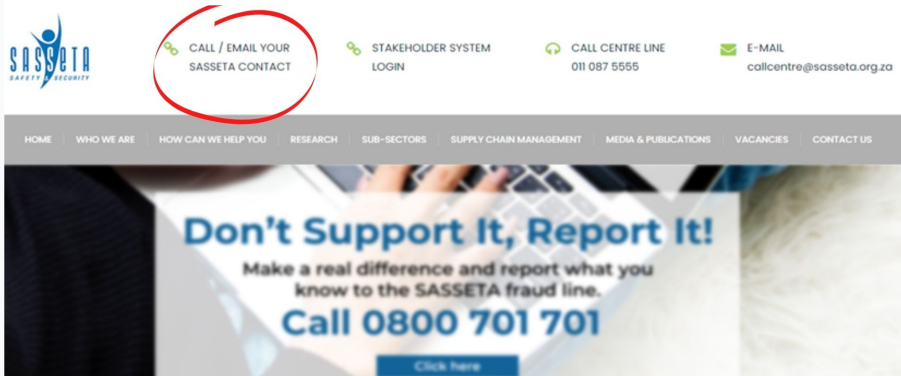 SASSETA
SAFETY & SECURITY
CALL / EMAIL YOUR
SASSETA CONTACT
STAKEHOLDER SYSTEM
LOGIN
CALL CENTRE LINE
011 087 5555
E-MAIL
callcentre@sasseta.org.za
HOME WHO WE ARE HOW CAN WE HELP YOU RESEARCH SUB-SECTORS SUPPLY CHAIN MANAGEMENT MEDIA & PUBLICATIONS VACANCIES CONTACT US
Don't Support It, Report It!
Make a real difference and report what you
know to the SASSETA fraud line.
Call 0800 701 701
Click here